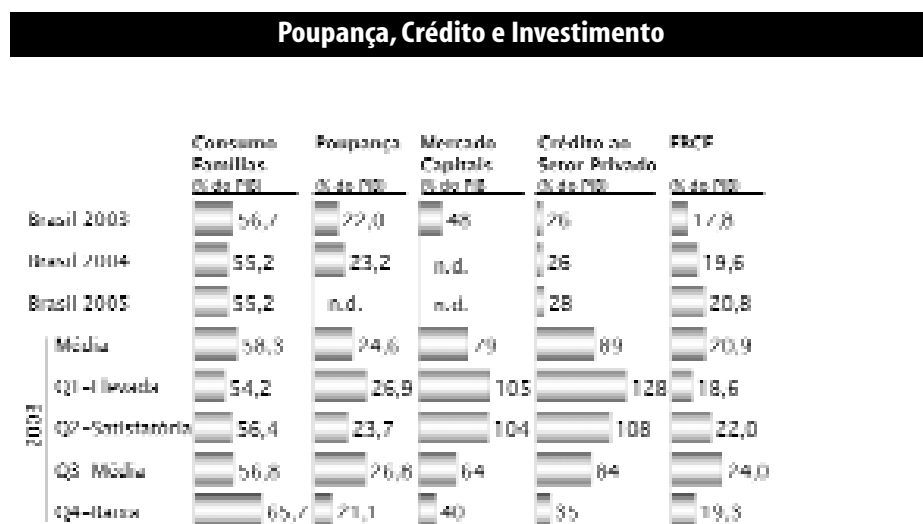 Poupança, Crédito e Investimento
Consumo Poupança Mercado Crédito ao FBCF
Famílias Capitais Setor Privado
(% do PIB) (% do PIB) (% do PIB) (% do PIB) (% do PIB)
Brasil 2003 56,7 22,0 48 26 17,8
Brasil 2004 55,2 23,2 n.d. 26 19,6
Brasil 2005 55,2 n.d. n.d. 28 20,8
2003
Média 58,3 24,6 79 89 20,9
Q1-Elevada 54,2 26,9 105 128 18,6
Q2-Satisfatória 56,4 23,7 104 108 22,0
Q3-Média 56,8 26,8 64 84 24,0
Q4-Baixa 65,7 21,1 40 35 19,3